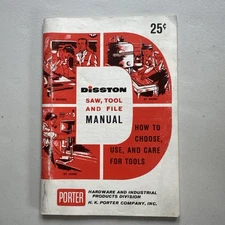 25¢
DISSTON
SAW, TOOL
AND FILE
MANUAL
HOW TO
CHOOSE,
USE, AND CARE
FOR TOOLS
PORTER
HARDWARE AND INDUSTRIAL
PRODUCTS DIVISION
H. K. PORTER COMPANY, INC.